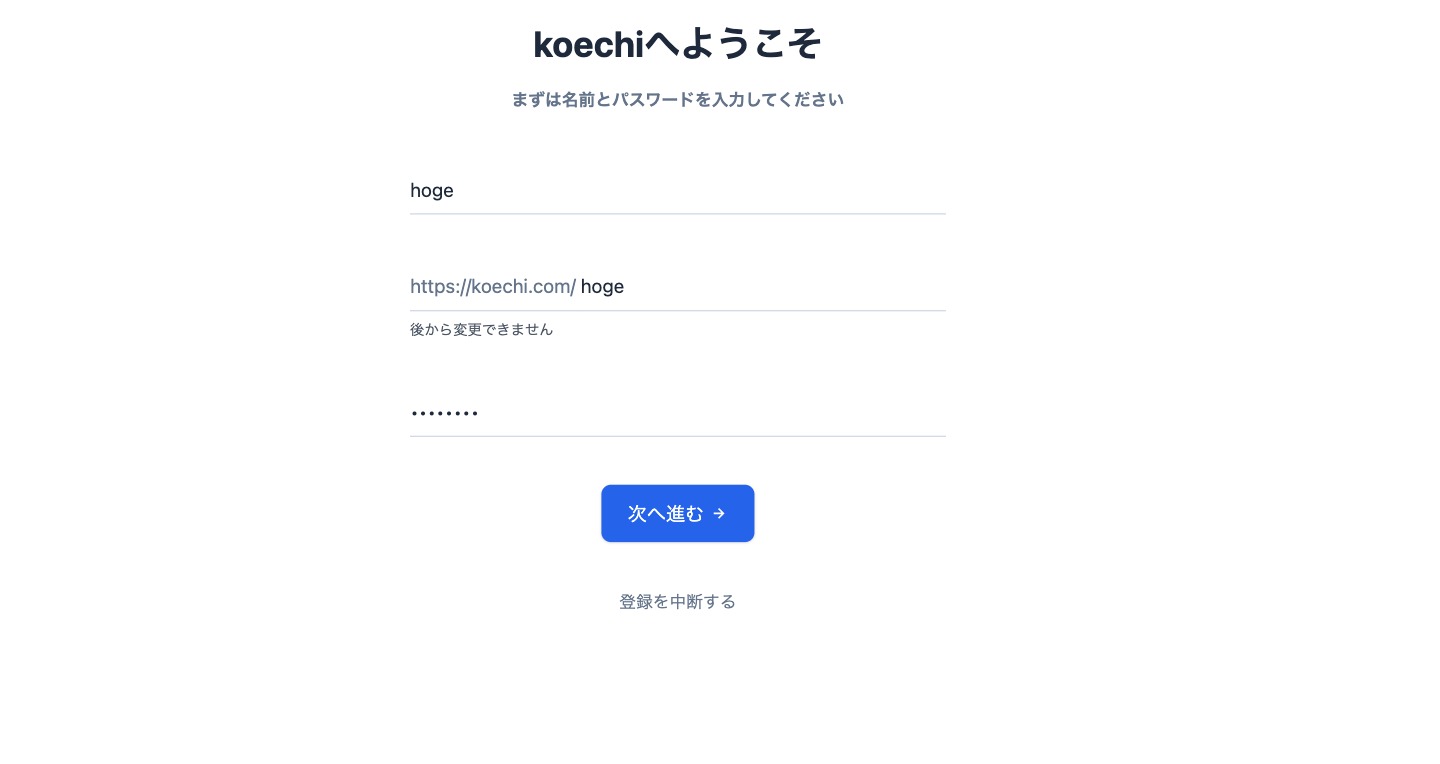 koechiへようこそ
まずは名前とパスワードを入力してください
hoge
https://koechi.com/ hoge
後から変更できません
••••••••
次へ進む →
登録を中断する